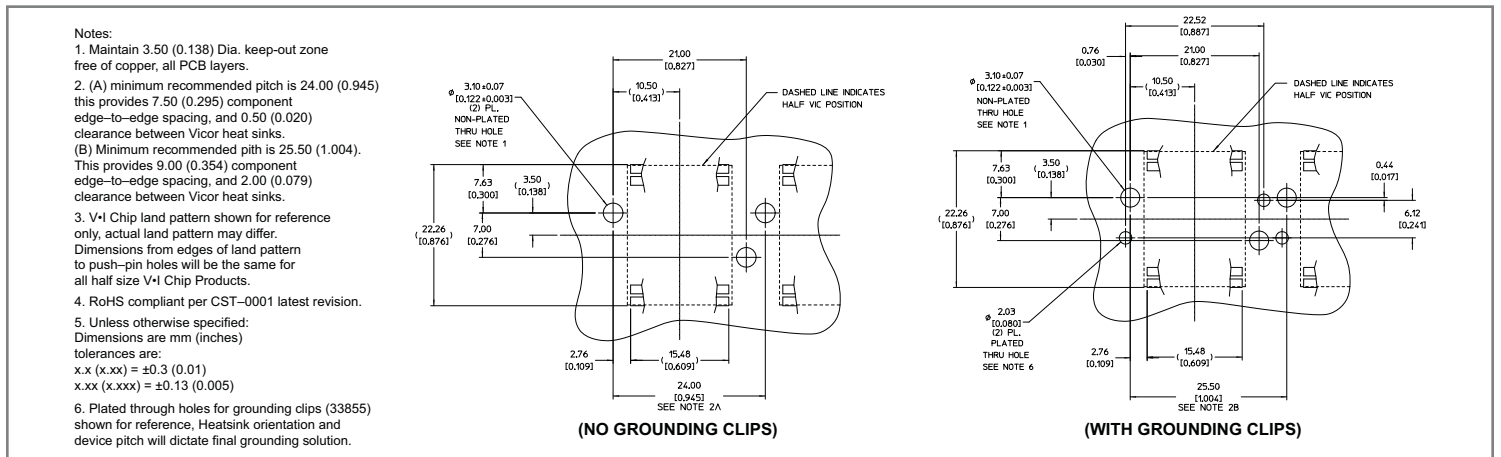 Notes:
1. Maintain 3.50 (0.138) Dia. keep-out zone
free of copper, all PCB layers.
2. (A) minimum recommended pitch is 24.00 (0.945)
this provides 7.50 (0.295) component
edge–to–edge spacing, and 0.50 (0.020)
clearance between Vicor heat sinks.
(B) Minimum recommended pith is 25.50 (1.004).
This provides 9.00 (0.354) component
edge–to–edge spacing, and 2.00 (0.079)
clearance between Vicor heat sinks.
3. V•I Chip land pattern shown for reference
only, actual land pattern may differ.
Dimensions from edges of land pattern
to push–pin holes will be the same for
all half size V•I Chip Products.
4. RoHS compliant per CST–0001 latest revision.
5. Unless otherwise specified:
Dimensions are mm (inches)
tolerances are:
x.x (x.xx) = ±0.3 (0.01)
x.xx (x.xxx) = ±0.13 (0.005)
6. Plated through holes for grounding clips (33855)
shown for reference, Heatsink orientation and
device pitch will dictate final grounding solution.
21.00
[0.827]
10.50
[0.413]
ø 3.10±0.07
[0.122±0.003]
(2) PL.
NON-PLATED
THRU HOLE
SEE NOTE 1
DASHED LINE INDICATES
HALF VIC POSITION
7.63
[0.300]
(3.50
[0.138])
(22.26
[0.876])
7.00
[0.276]
2.76
[0.109]
(15.48
[0.609])
24.00
[0.945]
SEE NOTE 2A
(NO GROUNDING CLIPS)
22.52
[0.887]
0.76
[0.030]
21.00
[0.827]
10.50
[0.413]
ø 3.10±0.07
[0.122±0.003]
NON-PLATED
THRU HOLE
SEE NOTE 1
DASHED LINE INDICATES
HALF VIC POSITION
7.63
[0.300]
(3.50
[0.138])
0.44
[0.017]
(22.26
[0.876])
7.00
[0.276]
6.12
[0.241]
ø 2.03
[0.080]
(2) PL.
PLATED
THRU HOLE
SEE NOTE 6
2.76
[0.109]
(15.48
[0.609])
25.50
[1.004]
SEE NOTE 2B
(WITH GROUNDING CLIPS)